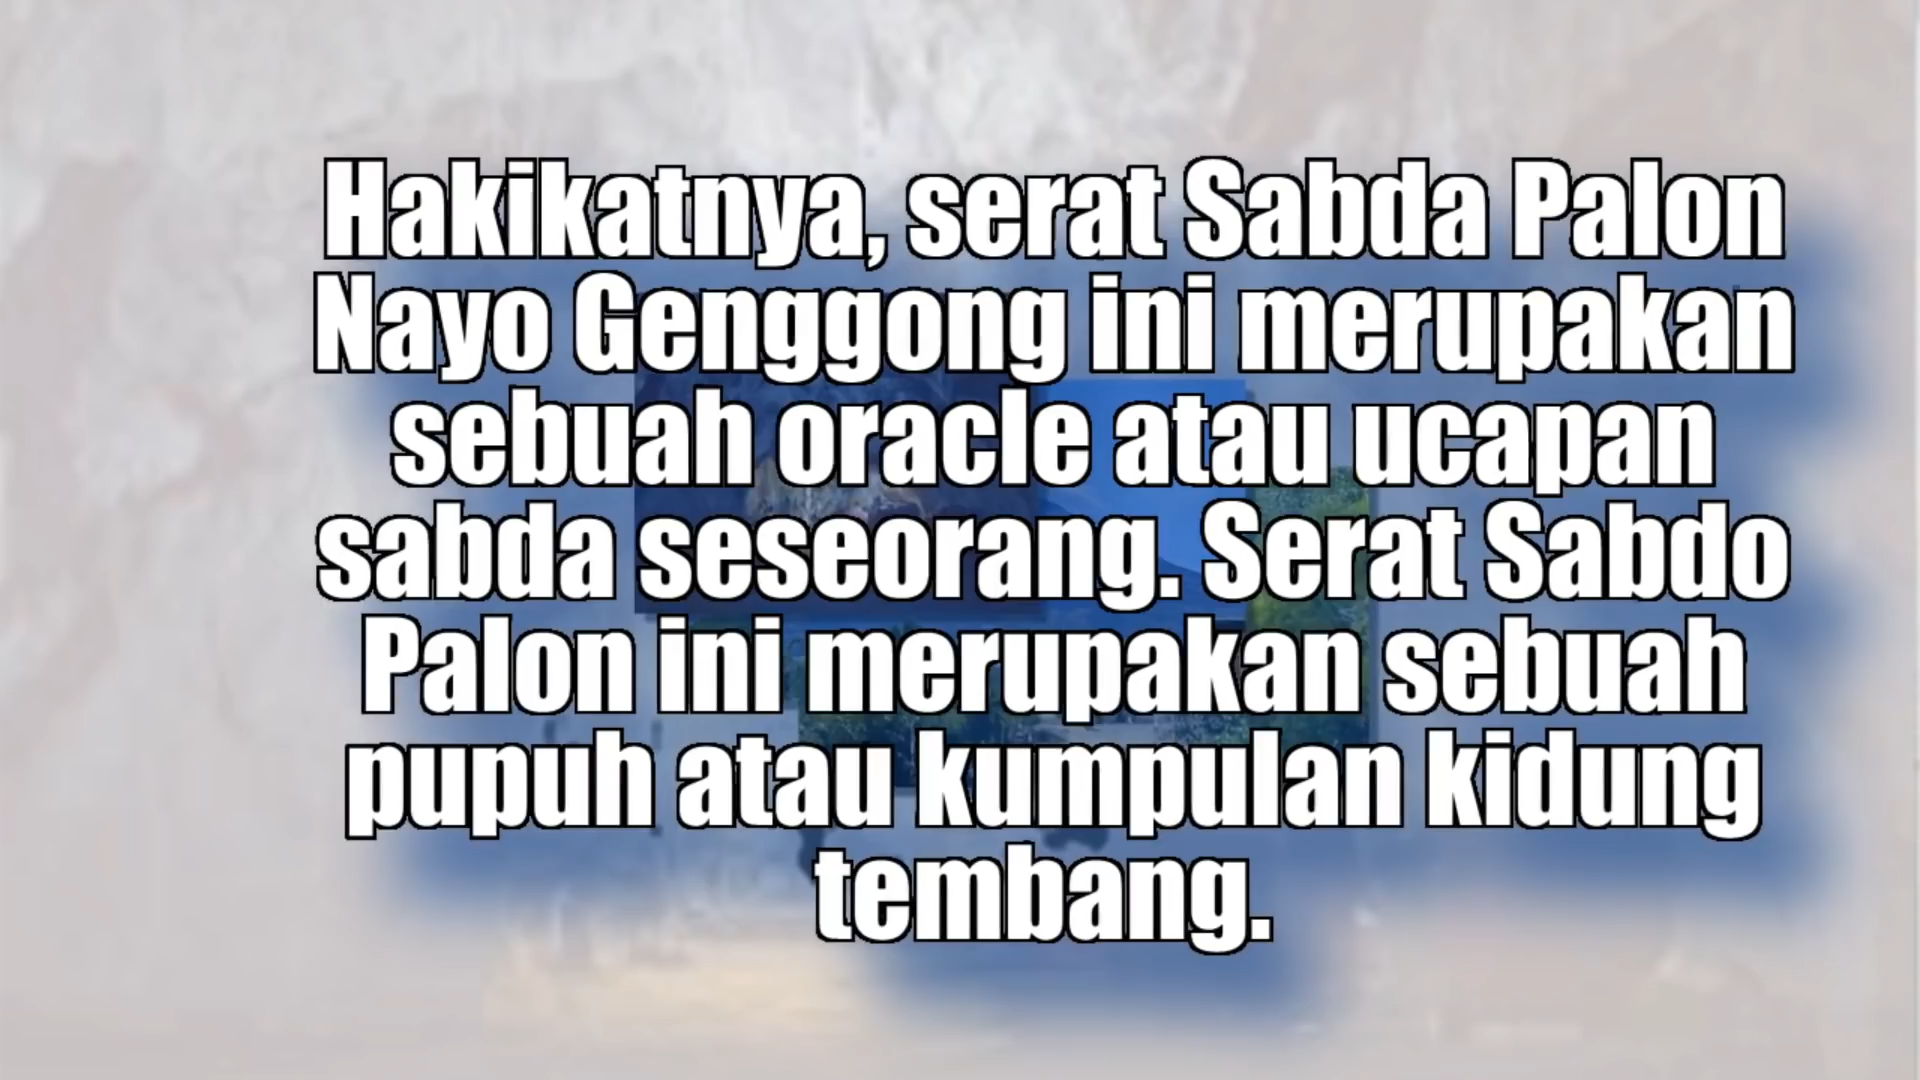 Hakikatnya, serat Sabda Palon
Nayo Genggong ini merupakan
sebuah oracle atau ucapan
sabda seseorang. Serat Sabdo
Palon ini merupakan sebuah
pupuh atau kumpulan kidung
tembang.